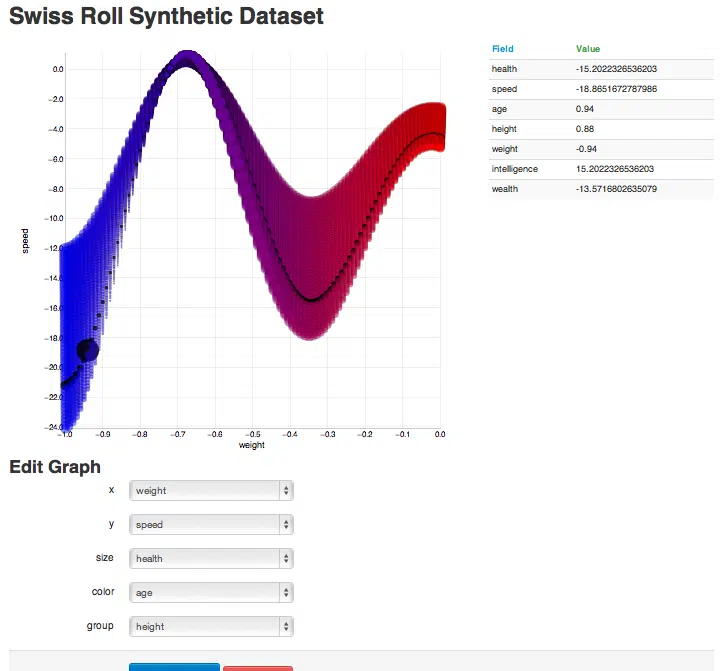 Swiss Roll Synthetic Dataset
Field Value
health -15.2022326536203
speed -18.8651672787986
age 0.94
height 0.88
weight -0.94
intelligence 15.2022326536203
wealth -13.5716802635079
0.0
−2.0
−4.0
−6.0
−8.0
−10.0
−12.0
−14.0
−16.0
−18.0
−20.0
−22.0
−24.0
speed
−1.0 −0.9 −0.8 −0.7 −0.6 −0.5 −0.4 −0.3 −0.2 −0.1 0.0
weight
Edit Graph
x weight
y speed
size health
color age
group height